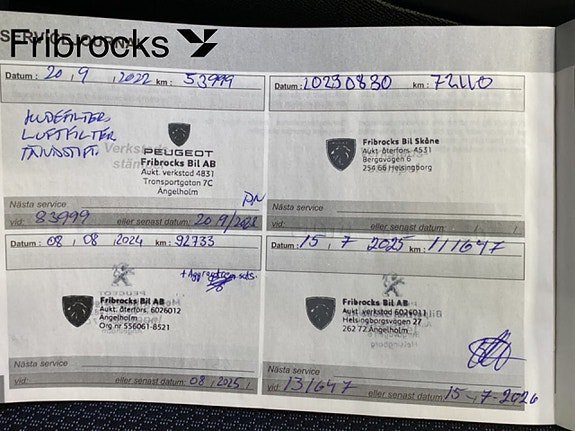 SERVICEJOURNAL
Fribrocks
Datum: 20, 9, 2022 km: 53999
LUFTFILTER
Verkstadens
PEUGEOT
Fribrocks Bil AB
Aukt. verkstad 4831
Transportgatan 7C
Ängelholm
Nästa service
vid: 83999 eller senast datum: 20 9/2023
Datum: 20230830 km: 72110
Fribrocks Bil Skåne
Aukt återförs. 4531
Bergavägen 6
254 66 Helsingborg
Nästa service
vid: eller senast datum:
Datum: 08, 08, 2024 km: 92733
PEUGEOT
Fribrocks Bil AB
Aukt. återförs. 6026012
Ängelholm
Org nr 556061-8521
Nästa service
vid: eller senast datum: 08, 2025
Datum: 15, 7 2025 km: 111647
Fribrocks Bil AB
Aukt verkstad 6026011
Helsingborgsvägen 27
262 72 Ängelholm
Nästa service
vid: 131647 eller senast datum: 15-7-2026